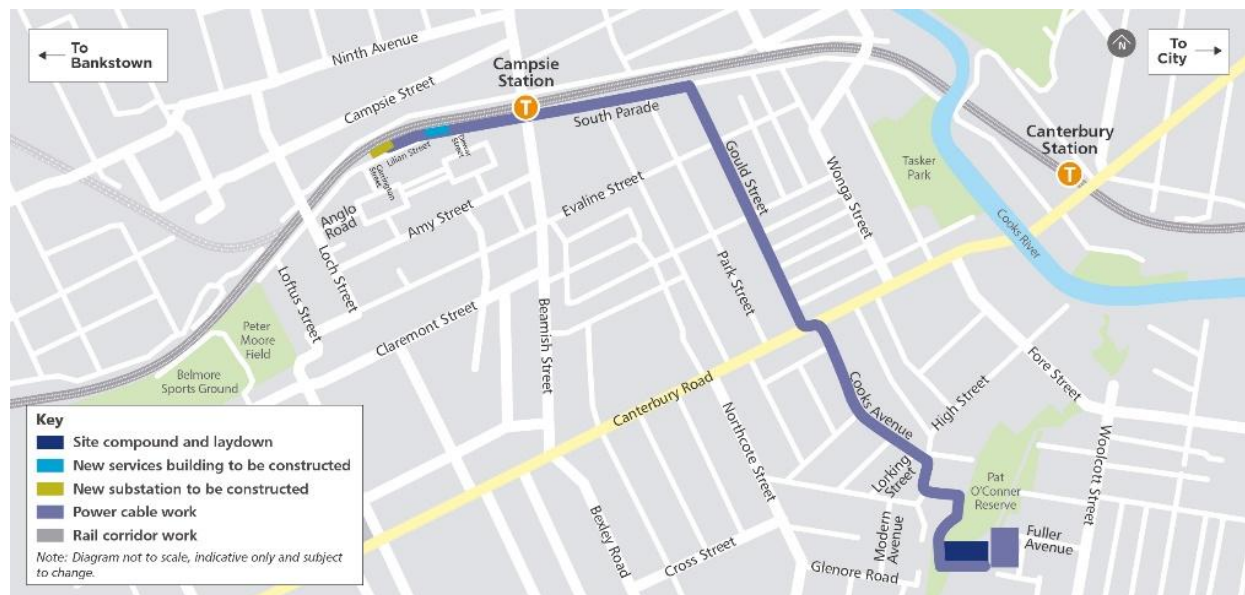 To
Bankstown
Ninth Avenue
Campsie Street
Campsie
Station
T
N
To
City
South Parade
Lilian Street
Carrington
Street
Street
Anglo
Road
Amy Street
Evaline Street
Gould Street
Wonga Street
Tasker
Park
Canterbury
Station
T
Cooks River
Loch Street
Loftus Street
Peter
Moore
Field
Belmore
Sports Ground
Claremont Street
Beamish Street
Park Street
Canterbury Road
Cooks Avenue
High Street
Fore Street
Woolcott Street
Northcote Street
Lorking
Street
Pat
O'Conner
Reserve
Modern
Avenue
Fuller
Avenue
Bexley Road
Cross Street
Glenore Road
Key
Site compound and laydown
New services building to be constructed
New substation to be constructed
Power cable work
Rail corridor work
Note: Diagram not to scale, indicative only and subject
to change.